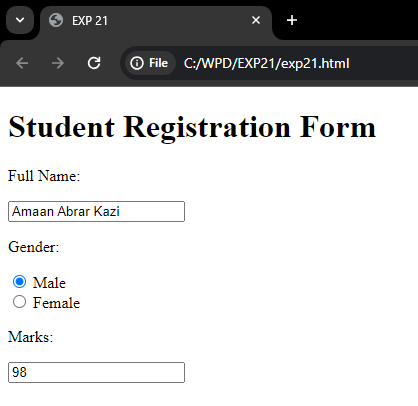 EXP 21
File C:/WPD/EXP21/exp21.html
Student Registration Form
Full Name:
Amaan Abrar Kazi
Gender:
Male
Female
Marks:
98